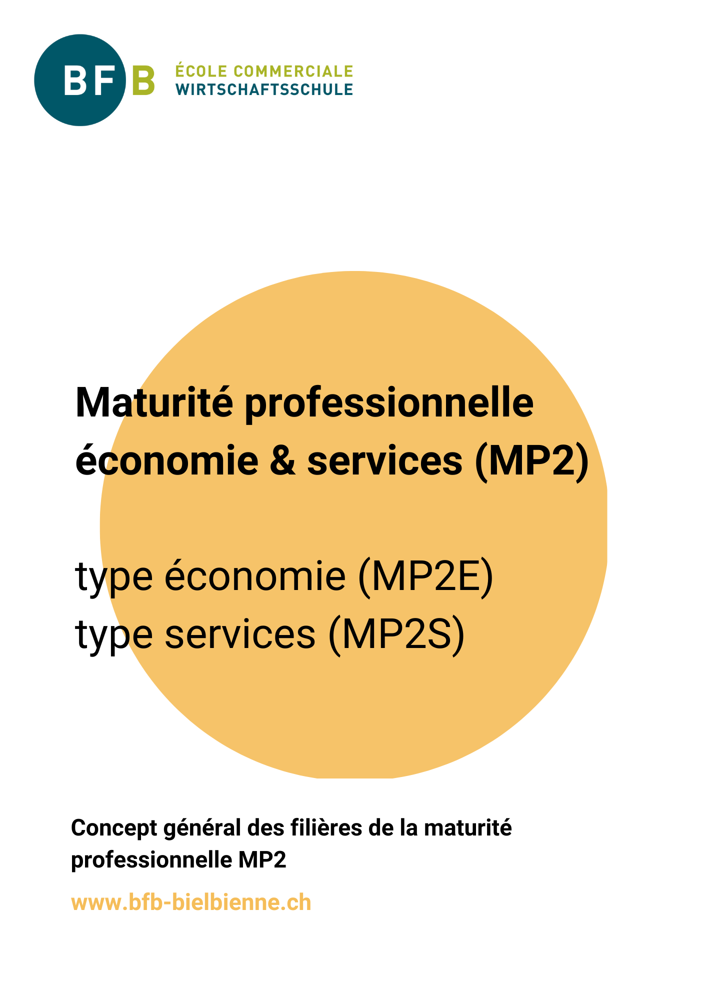 BFB
ÉCOLE COMMERCIALE
WIRTSCHAFTSSCHULE
Maturité professionnelle
économie & services (MP2)
type économie (MP2E)
type services (MP2S)
Concept général des filières de la maturité
professionnelle MP2
www.bfb-bielbienne.ch